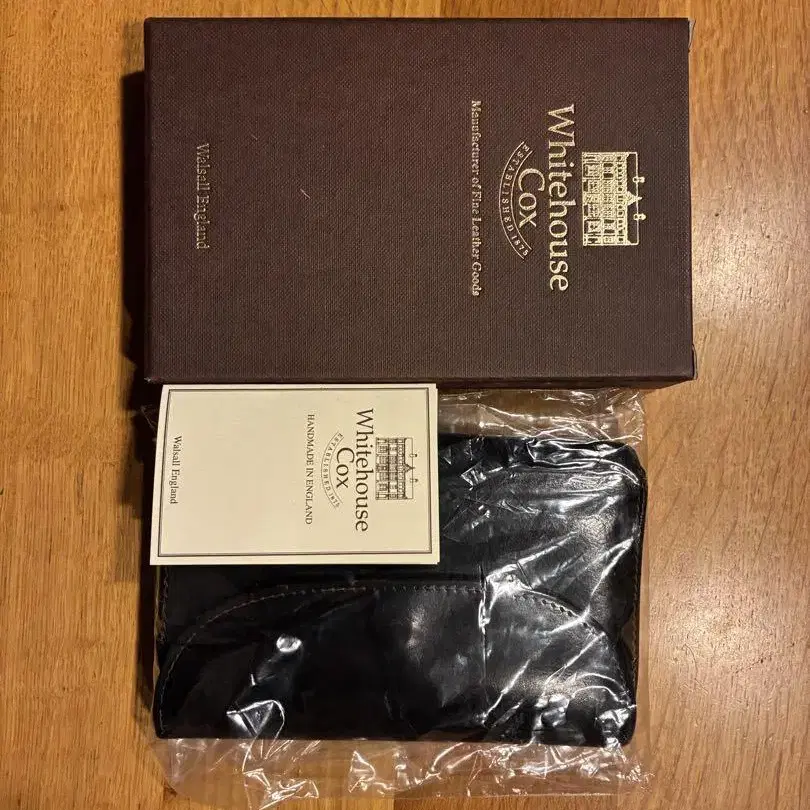 Whitehouse
Cox
ESTABLISHED 1875
Manufacturer of Fine Leather Goods
Walsall England
Whitehouse
Cox
ESTABLISHED 1875
HANDMADE IN ENGLAND
Walsall England